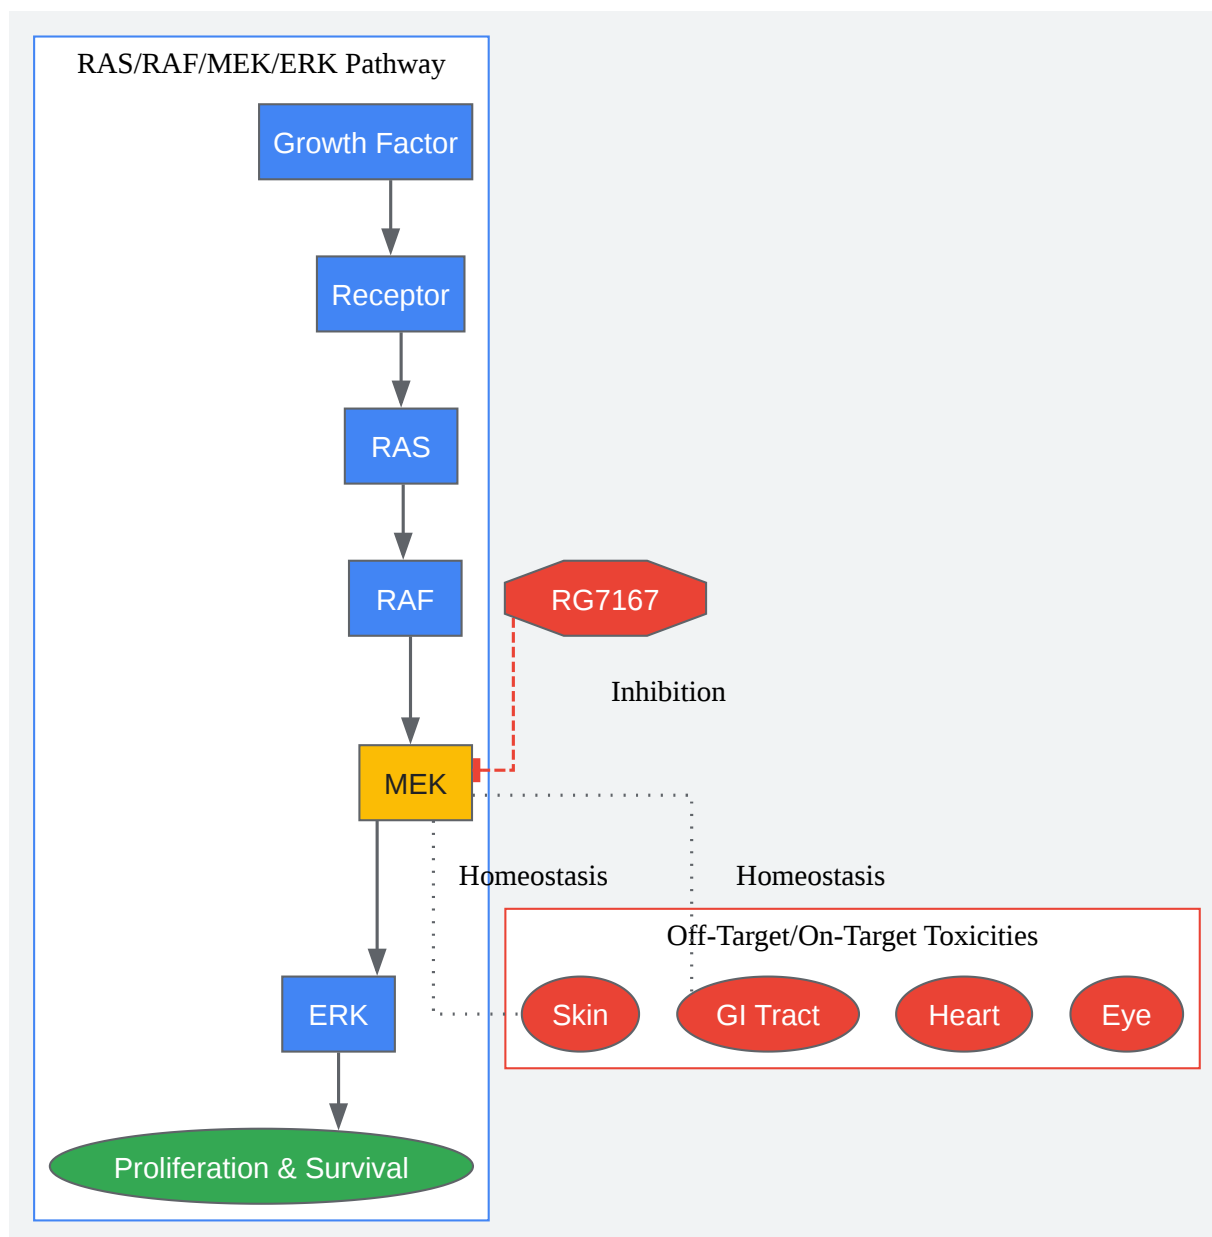 RAS/RAF/MEK/ERK Pathway
Growth Factor
Receptor
RAS
RAF
RG7167
Inhibition
MEK
Homeostasis
Homeostasis
Off-Target/On-Target Toxicities
ERK
Skin
GI Tract
Heart
Eye
Proliferation & Survival